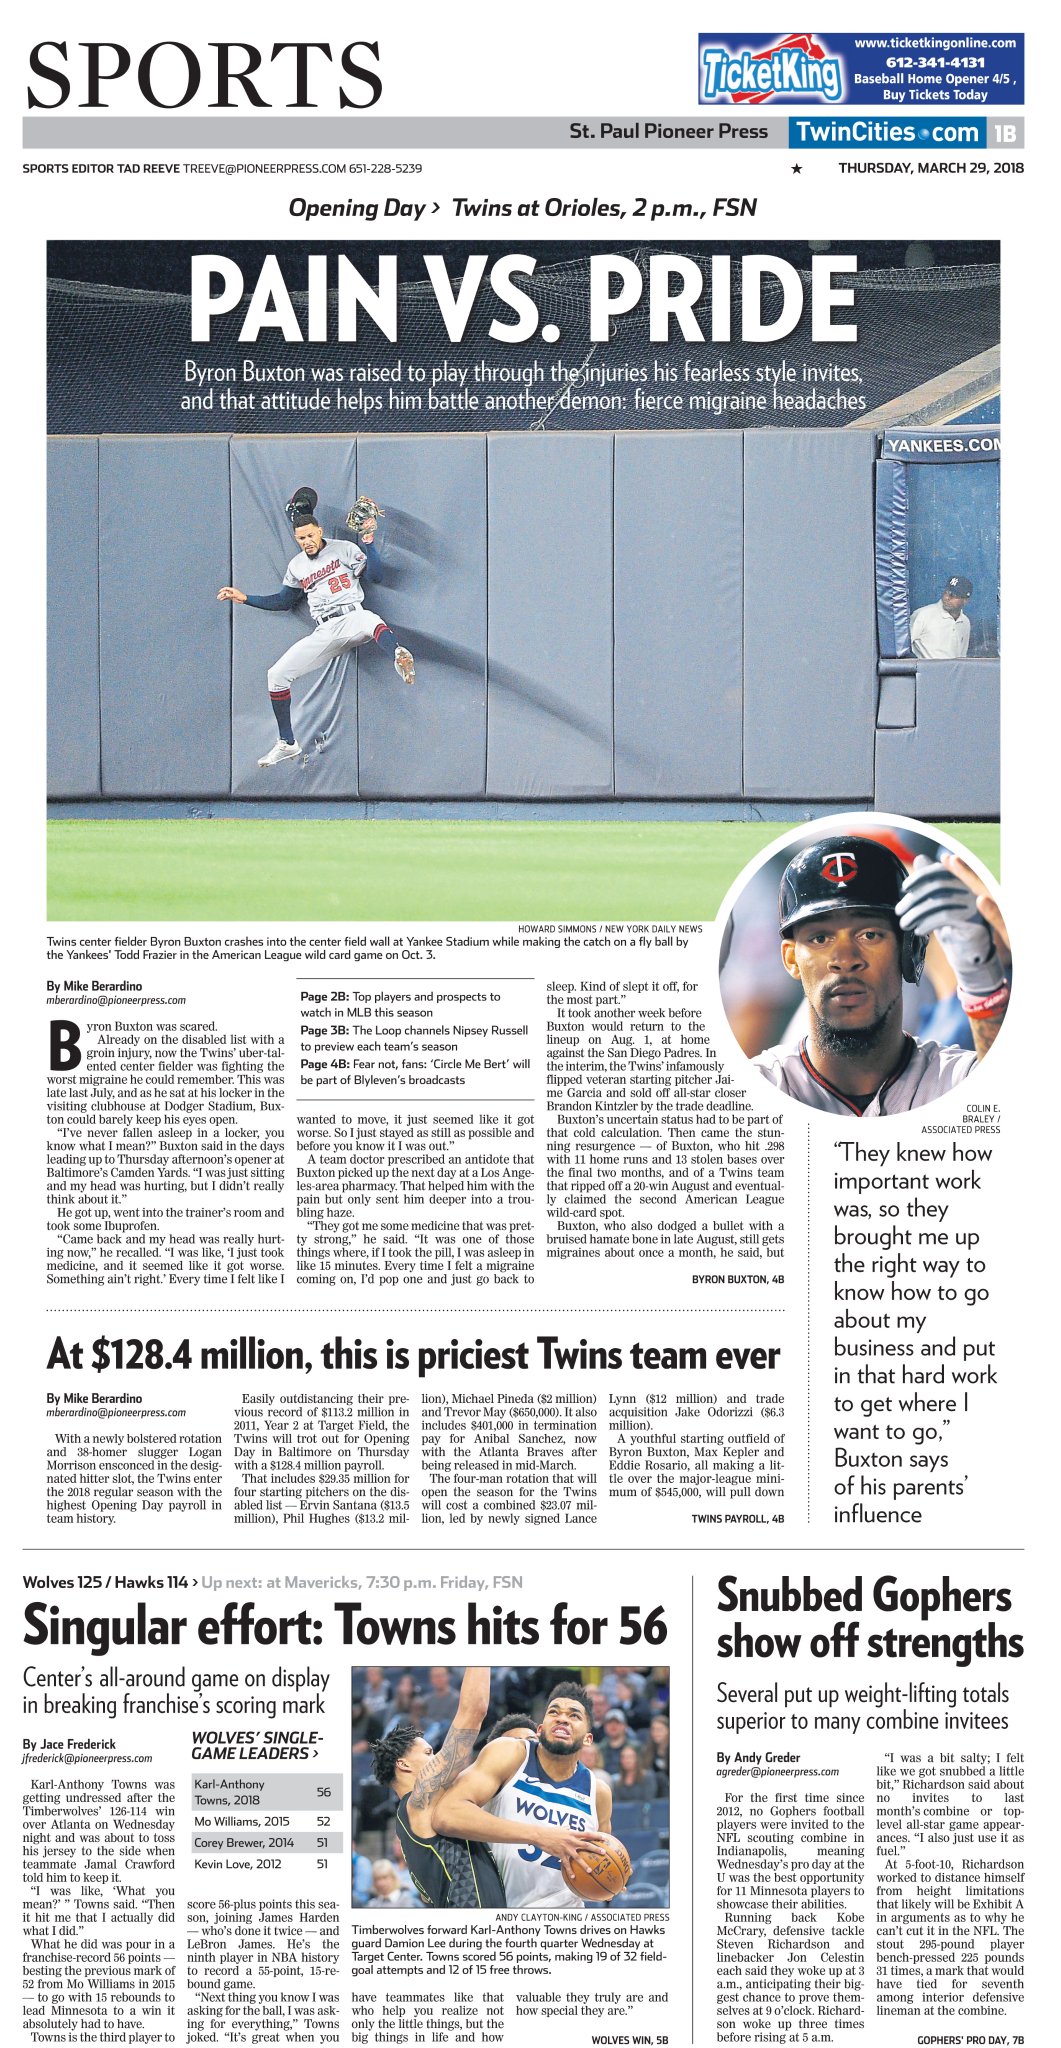 SPORTS
TicketKing
www.ticketkingonline.com
612-341-4131
Baseball Home Opener 4/5 ,
Buy Tickets Today
St. Paul Pioneer Press
TwinCities.com
1B
SPORTS EDITOR TAD REEVE TREEVE@PIONEERPRESS.COM 651-228-5239
★ THURSDAY, MARCH 29, 2018
Opening Day > Twins at Orioles, 2 p.m., FSN
PAIN VS. PRIDE
Byron Buxton was raised to play through the injuries his fearless style invites,
and that attitude helps him battle another demon: fierce migraine headaches
YANKEES.COM
Minnesota
25
HOWARD SIMMONS / NEW YORK DAILY NEWS
Twins center fielder Byron Buxton crashes into the center field wall at Yankee Stadium while making the catch on a fly ball by
the Yankees' Todd Frazier in the American League wild card game on Oct. 3.
By Mike Berardino
mberardino@pioneerpress.com
Byron Buxton was scared.
Already on the disabled list with a
groin injury, now the Twins' uber-tal-
ented center fielder was fighting the
worst migraine he could remember. This was
late last July, and as he sat at his locker in the
visiting clubhouse at Dodger Stadium, Bux-
ton could barely keep his eyes open.
"I've never fallen asleep in a locker, you
know what I mean?" Buxton said in the days
leading up to Thursday afternoon's opener at
Baltimore's Camden Yards. "I was just sitting
and my head was hurting, but I didn't really
think about it."
He got up, went into the trainer's room and
took some Ibuprofen.
"Came back and my head was really hurt-
ing now," he recalled. "I was like, 'I just took
medicine, and it seemed like it got worse.
Something ain't right.' Every time I felt like I
Page 2B: Top players and prospects to
watch in MLB this season
Page 3B: The Loop channels Nipsey Russell
to preview each team's season
Page 4B: Fear not, fans: 'Circle Me Bert' will
be part of Blyleven's broadcasts
wanted to move, it just seemed like it got
worse. So I just stayed as still as possible and
before you know it I was out."
A team doctor prescribed an antidote that
Buxton picked up the next day at a Los Ange-
les-area pharmacy. That helped him with the
pain but only sent him deeper into a trou-
bling haze.
"They got me some medicine that was pret-
ty strong," he said. "It was one of those
things where, if I took the pill, I was asleep in
like 15 minutes. Every time I felt a migraine
coming on, I'd pop one and just go back to
sleep. Kind of slept it off, for
the most part."
It took another week before
Buxton would return to the
lineup on Aug. 1, at home
against the San Diego Padres. In
the interim, the Twins' infamously
flipped veteran starting pitcher Jai-
me Garcia and sold off all-star closer
Brandon Kintzler by the trade deadline.
Buxton's uncertain status had to be part of
that cold calculation. Then came the stun-
ning resurgence — of Buxton, who hit .298
with 11 home runs and 13 stolen bases over
the final two months, and of a Twins team
that ripped off a 20-win August and eventual-
ly claimed the second American League
wild-card spot.
Buxton, who also dodged a bullet with a
bruised hamate bone in late August, still gets
migraines about once a month, he said, but
BYRON BUXTON, 4B
COLIN E.
BRALEY /
ASSOCIATED PRESS
"They knew how
important work
was, so they
brought me up
the right way to
know how to go
about my
business and put
in that hard work
to get where I
want to go,"
Buxton says
of his parents'
influence
At $128.4 million, this is priciest Twins team ever
By Mike Berardino
mberardino@pioneerpress.com
With a newly bolstered rotation
and 38-homer slugger Logan
Morrison ensconced in the desig-
nated hitter slot, the Twins enter
the 2018 regular season with the
highest Opening Day payroll in
team history.
Easily outdistancing their pre-
vious record of $113.2 million in
2011, Year 2 at Target Field, the
Twins will trot out for Opening
Day in Baltimore on Thursday
with a $128.4 million payroll.
That includes $29.35 million for
four starting pitchers on the dis-
abled list — Ervin Santana ($13.5
million), Phil Hughes ($13.2 mil-
lion), Michael Pineda ($2 million)
and Trevor May ($650,000). It also
includes $401,000 in termination
pay for Anibal Sanchez, now
with the Atlanta Braves after
being released in mid-March.
The four-man rotation that will
open the season for the Twins
will cost a combined $23.07 mil-
lion, led by newly signed Lance
Lynn ($12 million) and trade
acquisition Jake Odorizzi ($6.3
million).
A youthful starting outfield of
Byron Buxton, Max Kepler and
Eddie Rosario, all making a lit-
tle over the major-league mini-
mum of $545,000, will pull down
TWINS PAYROLL, 4B
Wolves 125 / Hawks 114 > Up next: at Mavericks, 7:30 p.m. Friday, FSN
Singular effort: Towns hits for 56
Center's all-around game on display
in breaking franchise's scoring mark
By Jace Frederick
jfrederick@pioneerpress.com
Karl-Anthony Towns was
getting undressed after the
Timberwolves' 126-114 win
over Atlanta on Wednesday
night and was about to toss
his jersey to the side when
teammate Jamal Crawford
told him to keep it.
"I was like, 'What you
mean?' " Towns said. "Then
it hit me that I actually did
what I did."
What he did was pour in a
franchise-record 56 points —
besting the previous mark of
52 from Mo Williams in 2015
— to go with 15 rebounds to
lead Minnesota to a win it
absolutely had to have.
Towns is the third player to
WOLVES' SINGLE-
GAME LEADERS >
Karl-Anthony
Towns, 2018 56
Mo Williams, 2015 52
Corey Brewer, 2014 51
Kevin Love, 2012 51
score 56-plus points this sea-
son, joining James Harden
— who's done it twice — and
LeBron James. He's the
ninth player in NBA history
to record a 55-point, 15-re-
bound game.
"Next thing you know I was
asking for the ball, I was ask-
ing for everything," Towns
joked. "It's great when you
WOLVES
32
ANDY CLAYTON-KING / ASSOCIATED PRESS
Timberwolves forward Karl-Anthony Towns drives on Hawks
guard Damion Lee during the fourth quarter Wednesday at
Target Center. Towns scored 56 points, making 19 of 32 field-
goal attempts and 12 of 15 free throws.
have teammates like that
who help you realize not
only the little things, but the
big things in life and how
valuable they truly are and
how special they are."
WOLVES WIN, 5B
Snubbed Gophers
show off strengths
Several put up weight-lifting totals
superior to many combine invitees
By Andy Greder
agreder@pioneerpress.com
For the first time since
2012, no Gophers football
players were invited to the
NFL scouting combine in
Indianapolis, meaning
Wednesday's pro day at the
U was the best opportunity
for 11 Minnesota players to
showcase their abilities.
Running back Kobe
McCrary, defensive tackle
Steven Richardson and
linebacker Jon Celestin
each said they woke up at 3
a.m., anticipating their big-
gest chance to prove them-
selves at 9 o'clock. Richard-
son woke up three times
before rising at 5 a.m.
"I was a bit salty; I felt
like we got snubbed a little
bit," Richardson said about
no invites to last
month's combine or top-
level all-star game appear-
ances. "I also just use it as
fuel."
At 5-foot-10, Richardson
worked to distance himself
from height limitations
that likely will be Exhibit A
in arguments as to why he
can't cut it in the NFL. The
stout 295-pound player
bench-pressed 225 pounds
31 times, a mark that would
have tied for seventh
among interior defensive
lineman at the combine.
GOPHERS' PRO DAY, 7B